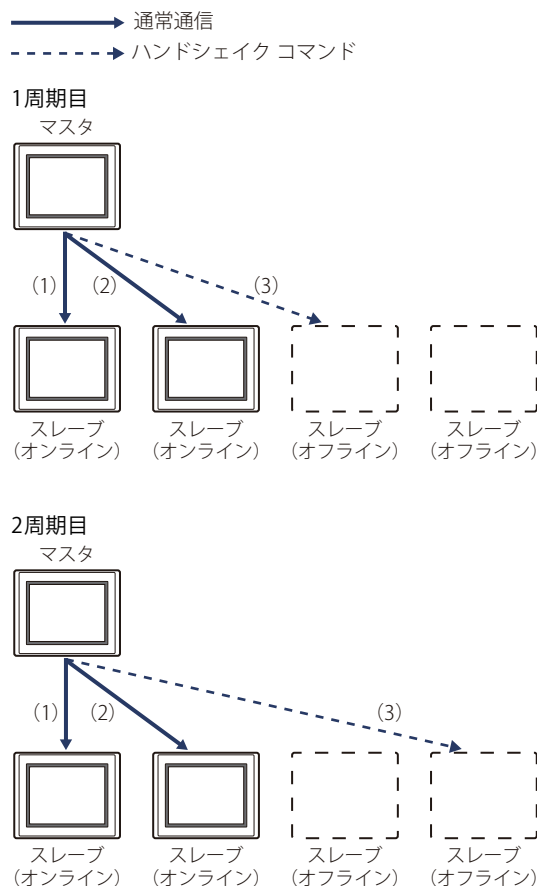 通常通信
ハンドシェイク コマンド
1周期目
マスタ
(1) (2) (3)
スレーブ スレーブ スレーブ スレーブ
(オンライン) (オンライン) (オフライン) (オフライン)
2周期目
マスタ
(1) (2) (3)
スレーブ スレーブ スレーブ スレーブ
(オンライン) (オンライン) (オフライン) (オフライン)